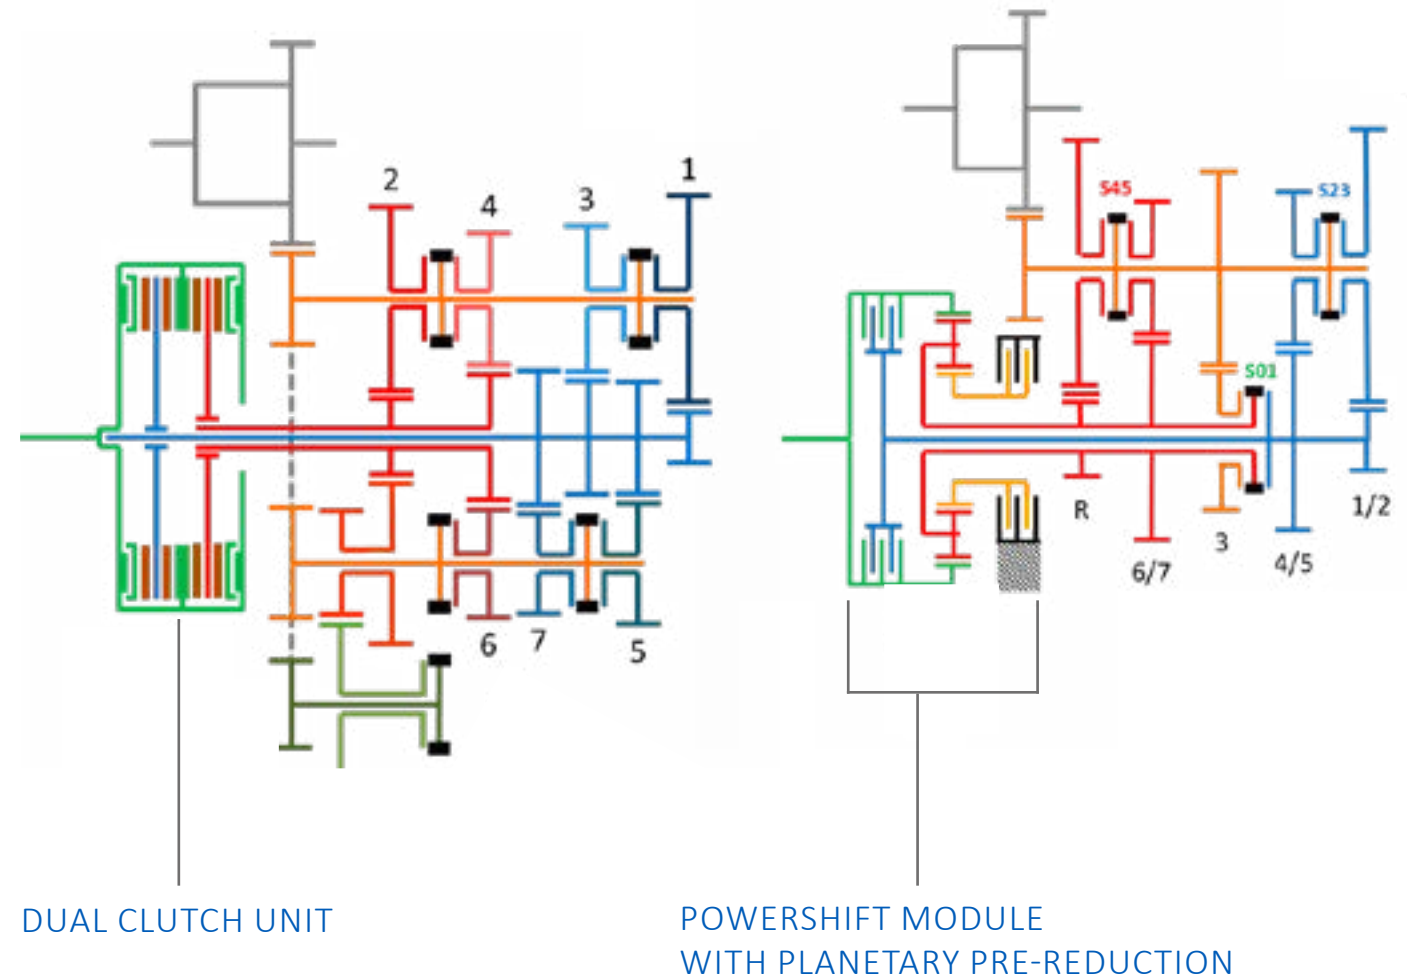 1
2
3
4
6
7
5
S45
S23
S01
R
6/7
3
4/5
1/2
DUAL CLUTCH UNIT
POWERSHIFT MODULE
WITH PLANETARY PRE-REDUCTION